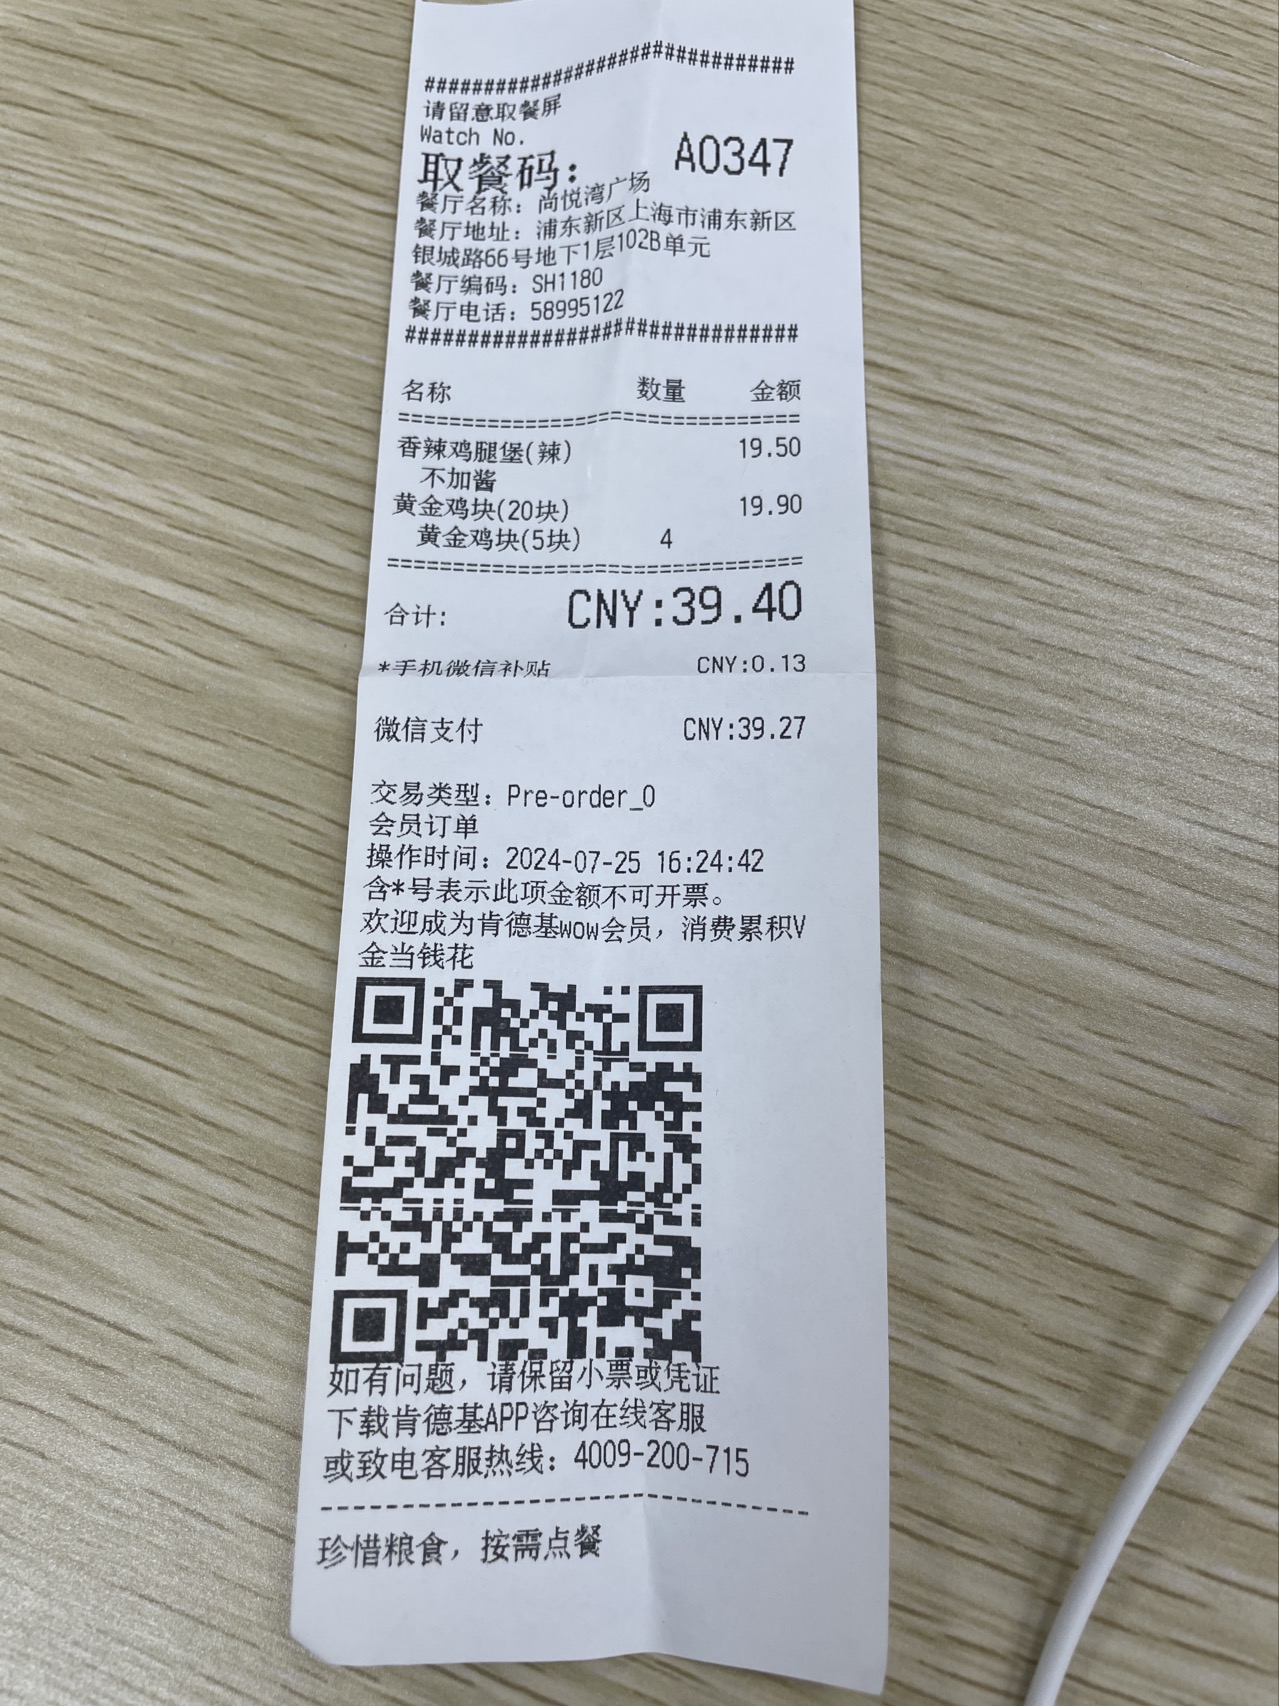 ################################
请留意取餐屏
Watch No.
取餐码: A0347
餐厅名称: 尚悦湾广场
餐厅地址: 浦东新区上海市浦东新区
银城路66号地下1层102B单元
餐厅编码: SH1180
餐厅电话: 58995122
################################
名称 数量 金额
================================
香辣鸡腿堡(辣) 19.50
不加酱
黄金鸡块(20块) 19.90
黄金鸡块(5块) 4
================================
合计: CNY:39.40
*手机微信补贴 CNY:0.13
微信支付 CNY:39.27
交易类型: Pre-order_0
会员订单
操作时间: 2024-07-25 16:24:42
含*号表示此项金额不可开票。
欢迎成为肯德基wow会员，消费累积V
金当钱花
如有问题，请保留小票或凭证
下载肯德基APP咨询在线客服
或致电客服热线: 4009-200-715
--------------------------------
珍惜粮食，按需点餐